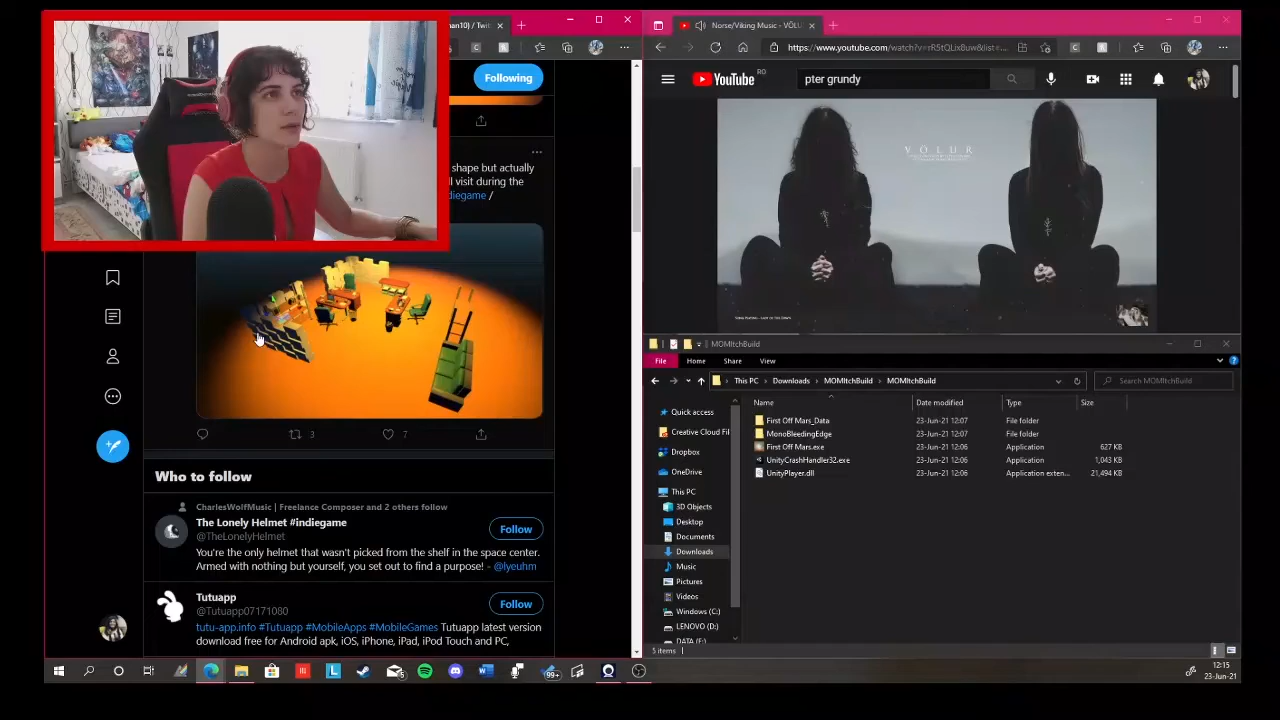 nan10) / Twitt
Following
shape but actually
l visit during the
diegame /
3
7
Who to follow
CharlesWolfMusic | Freelance Composer and 2 others follow
The Lonely Helmet #indiegame
@TheLonelyHelmet
Follow
You're the only helmet that wasn't picked from the shelf in the space center.
Armed with nothing but yourself, you set out to find a purpose! - @lyeuhm
Tutuapp
@Tutuapp07171080
Follow
tutu-app.info #Tutuapp #MobileApps #MobileGames Tutuapp latest version
download free for Android apk, iOS, iPhone, iPad, iPod Touch and PC,
Norse/Viking Music - VÖLU
https://www.youtube.com/watch?v=rR5tQLix8uw&list=...
YouTube RO
pter grundy
VÖLUR
MOMItchBuild
File Home Share View
This PC Downloads MOMItchBuild MOMItchBuild
Search MOMItchBuild
Name Date modified Type Size
First Off Mars_Data 23-Jun-21 12:07 File folder
MonoBleedingEdge 23-Jun-21 12:07 File folder
First Off Mars.exe 23-Jun-21 12:06 Application 627 KB
UnityCrashHandler32.exe 23-Jun-21 12:06 Application 1,043 KB
UnityPlayer.dll 23-Jun-21 12:06 Application exten... 21,494 KB
Quick access
Creative Cloud Fil
Dropbox
OneDrive
This PC
3D Objects
Desktop
Documents
Downloads
Music
Pictures
Videos
Windows (C:)
LENOVO (D:)
DATA (E:)
5 items
99+
12:15
23-Jun-21